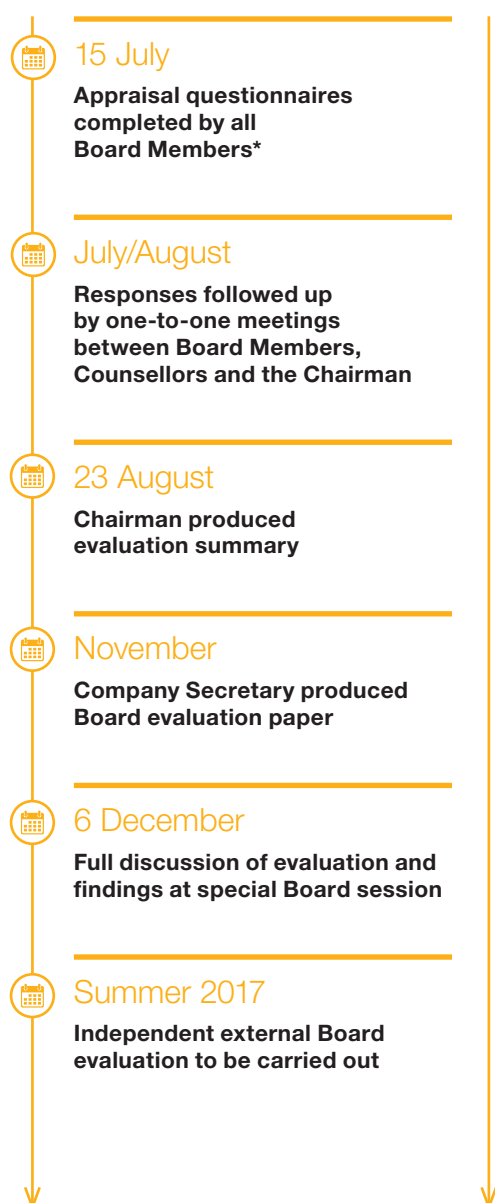 15 July
Appraisal questionnaires
completed by all
Board Members*
July/August
Responses followed up
by one-to-one meetings
between Board Members,
Counsellors and the Chairman
23 August
Chairman produced
evaluation summary
November
Company Secretary produced
Board evaluation paper
6 December
Full discussion of evaluation and
findings at special Board session
Summer 2017
Independent external Board
evaluation to be carried out